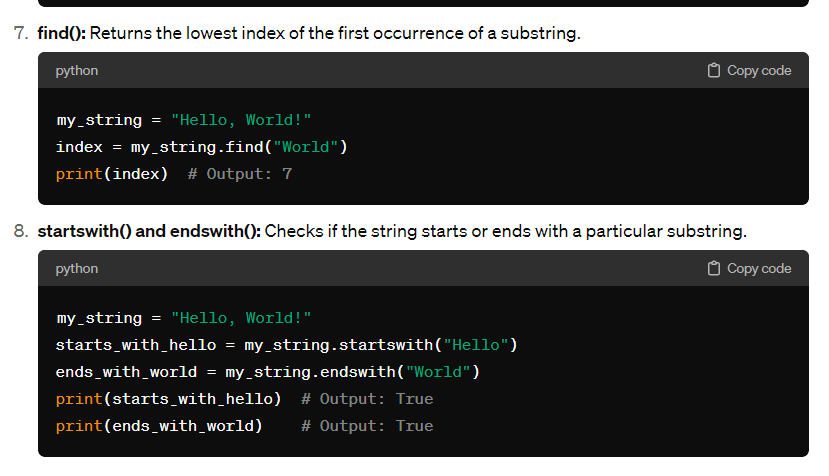 7. find(): Returns the lowest index of the first occurrence of a substring.
python Copy code
my_string = "Hello, World!"
index = my_string.find("World")
print(index)  # Output: 7
8. startswith() and endswith(): Checks if the string starts or ends with a particular substring.
python Copy code
my_string = "Hello, World!"
starts_with_hello = my_string.startswith("Hello")
ends_with_world = my_string.endswith("World")
print(starts_with_hello)  # Output: True
print(ends_with_world)    # Output: True